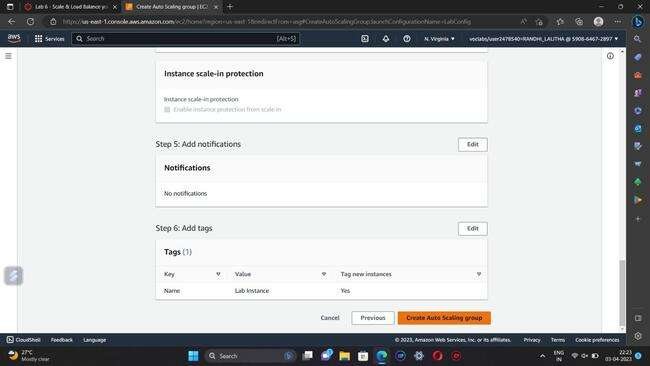 Lab 6 - Scale & Load Balance yo
Create Auto Scaling group | EC2
https://us-east-1.console.aws.amazon.com/ec2/home?region=us-east-1&redirectFrom=asg#CreateAutoScalingGroup:launchConfigurationName=LabConfig
aws
Services
Search
[Alt+S]
N. Virginia
voclabs/user2478540=RANDHI_LALITHA @ 5906-6467-2897
Instance scale-in protection
Instance scale-in protection
Enable instance protection from scale in
Step 5: Add notifications
Edit
Notifications
No notifications
Step 6: Add tags
Edit
Tags (1)
Key
Value
Tag new instances
Name
Lab Instance
Yes
Cancel
Previous
Create Auto Scaling group
CloudShell
Feedback
Language
© 2023, Amazon Web Services, Inc. or its affiliates.
Privacy
Terms
Cookie preferences
27°C
Mostly clear
Search
ENG
IN
22:23
03-04-2023